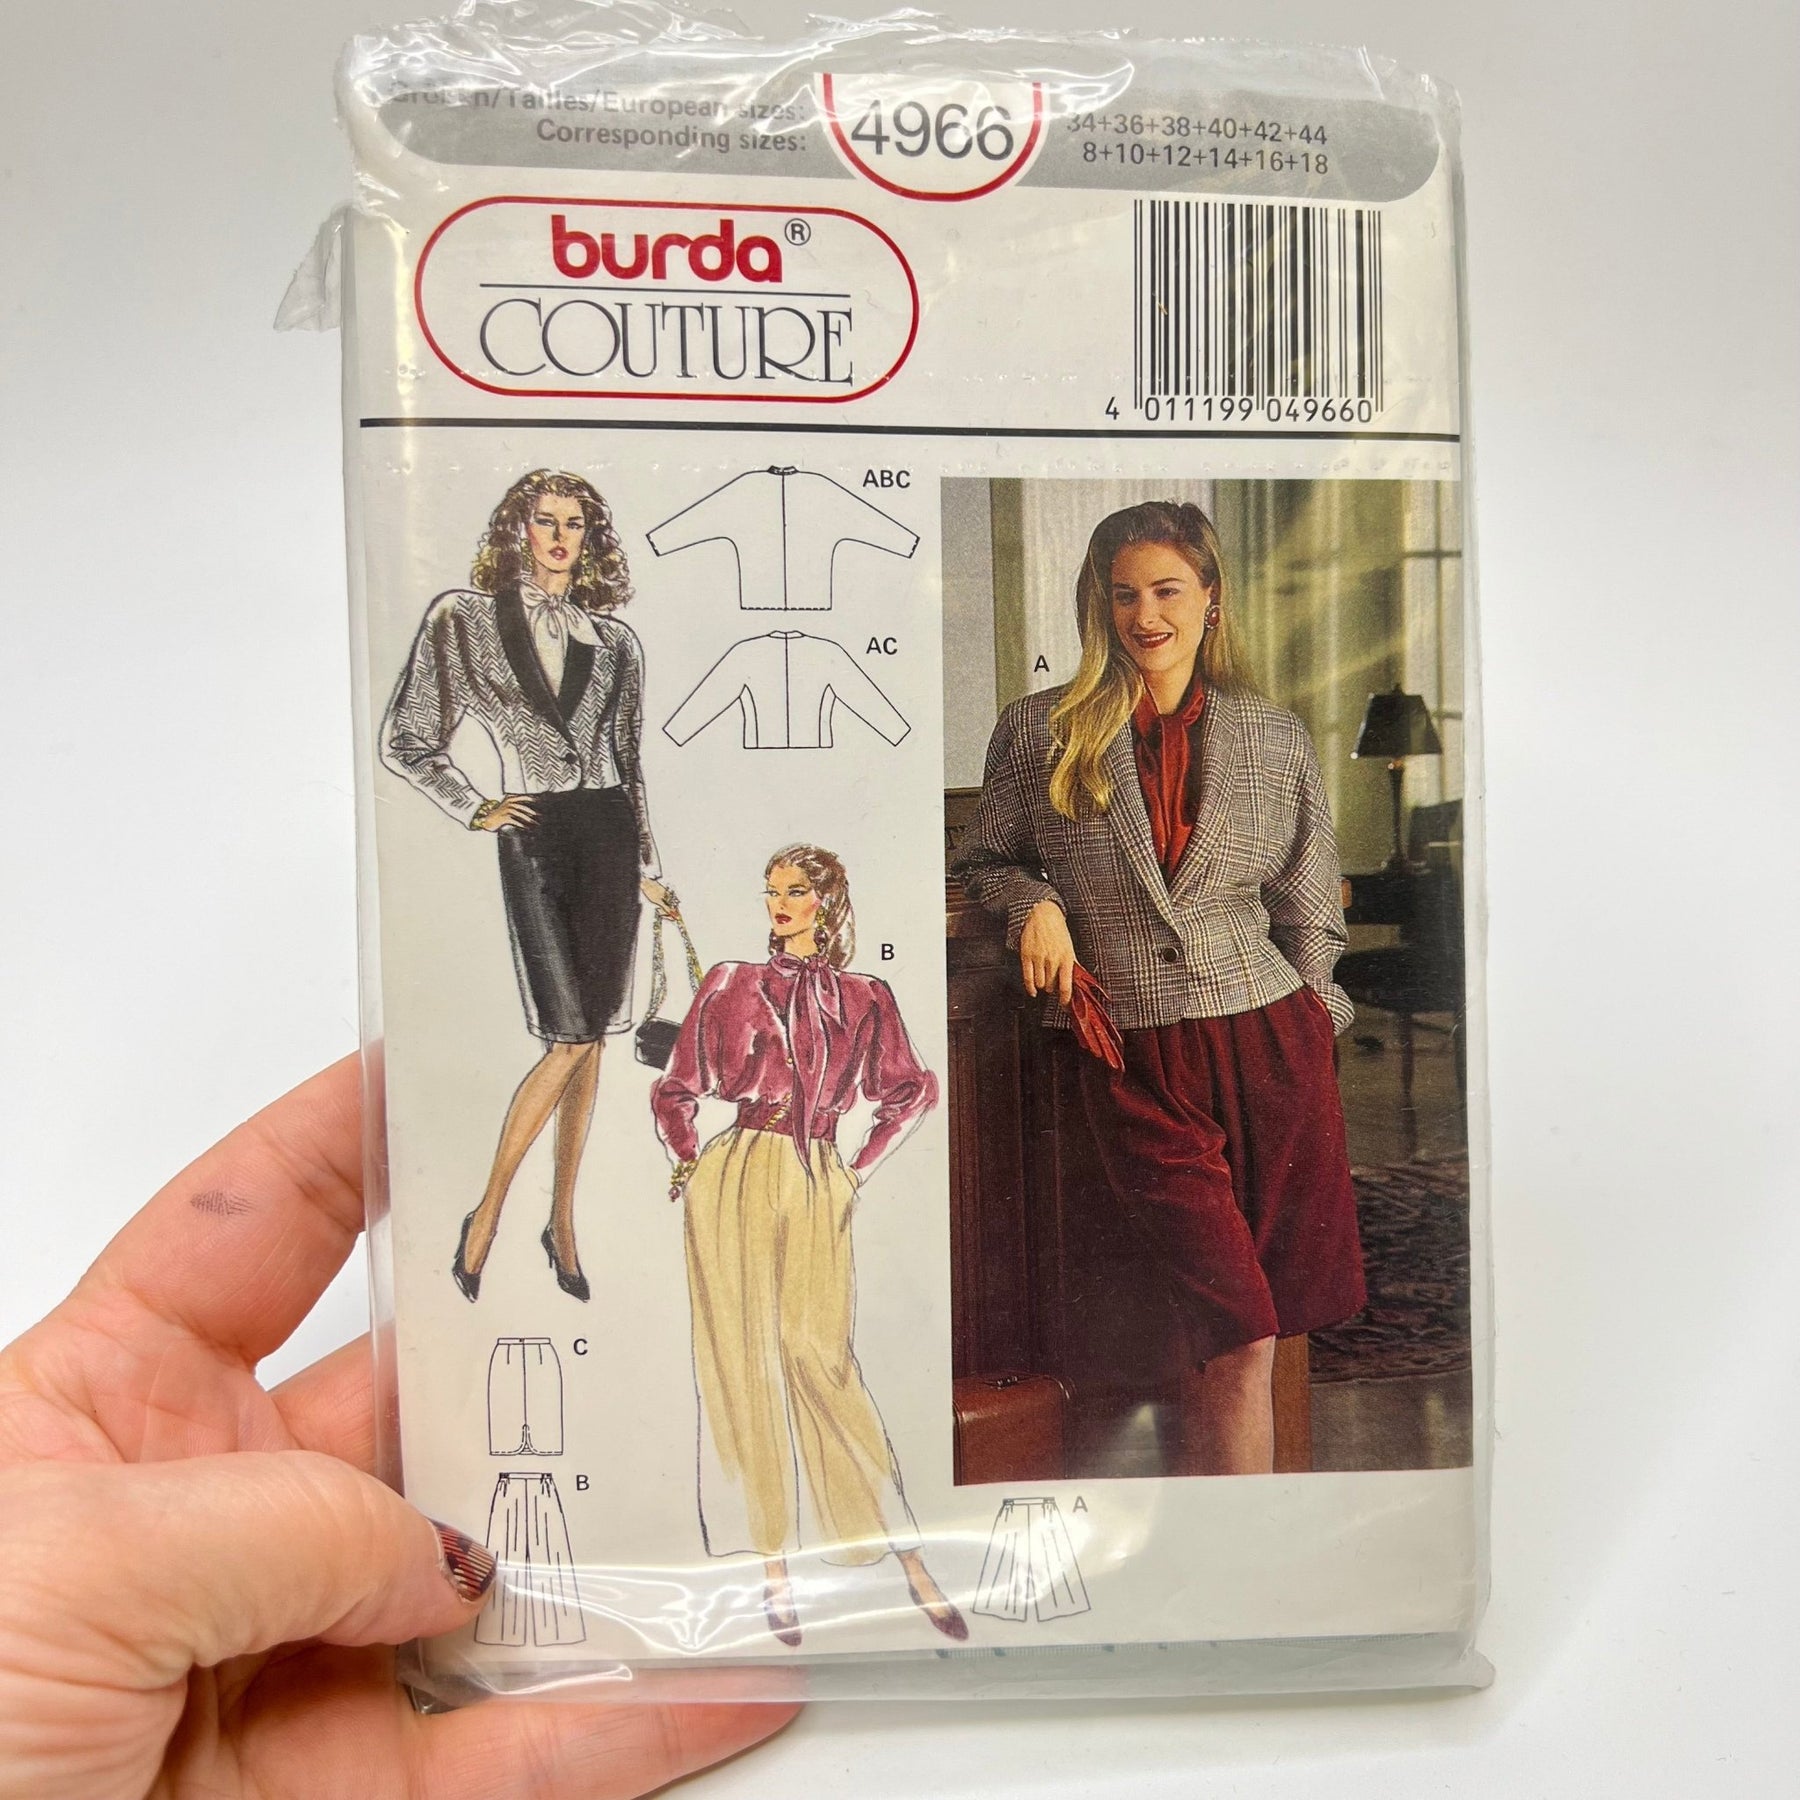 Größen/Tailles/European sizes: 34+36+38+40+42+44
Corresponding sizes: 8+10+12+14+16+18
4966
burda®
COUTURE
4 011199 049660
ABC
AC
A
B
C
B
A